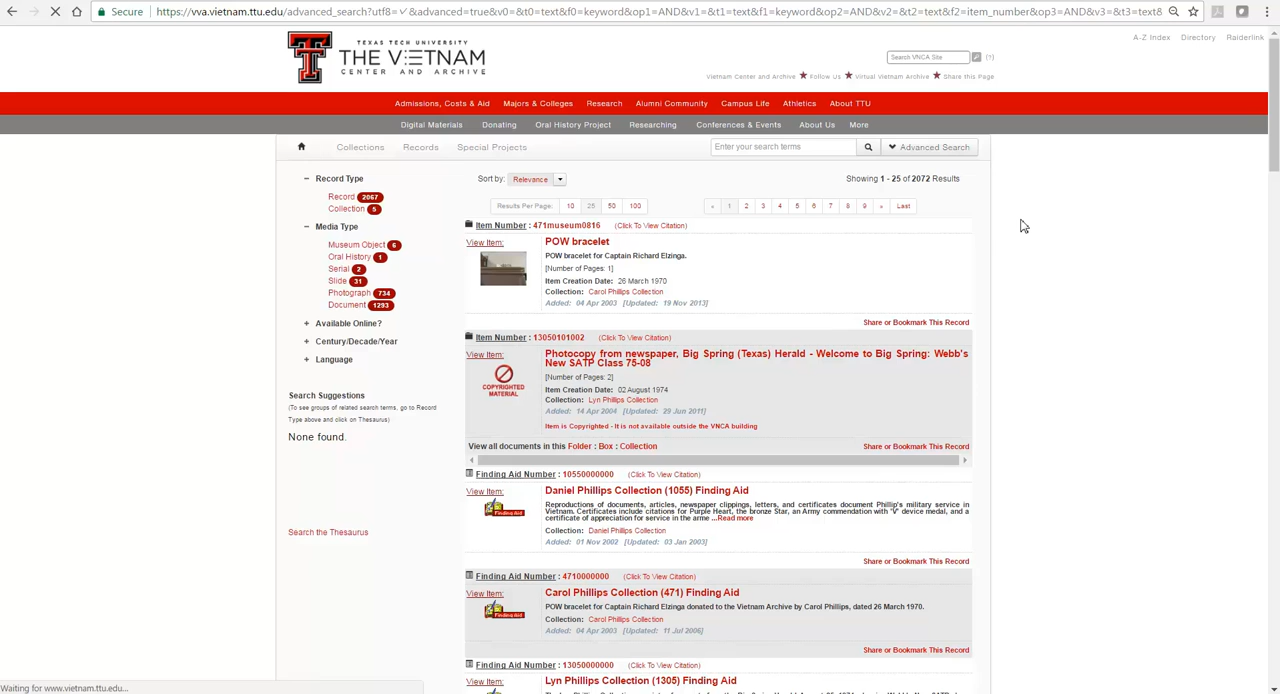 Secure https://vva.vietnam.ttu.edu/advanced_search?utf8=✓&advanced=true&v0=&t0=text&f0=keyword&op1=AND&v1=&t1=text&f1=keyword&op2=AND&v2=&t2=text&f2=item_number&op3=AND&v3=&t3=text&
A-Z Index Directory Raiderlink
TEXAS TECH UNIVERSITY
THE VIETNAM
CENTER AND ARCHIVE
Search VNCA Site (?)
Vietnam Center and Archive ★ Follow Us ★ Virtual Vietnam Archive ★ Share this Page
Admissions, Costs & Aid Majors & Colleges Research Alumni Community Campus Life Athletics About TTU
Digital Materials Donating Oral History Project Researching Conferences & Events About Us More
Collections Records Special Projects Enter your search terms Advanced Search
− Record Type
Record 2067
Collection 5
− Media Type
Museum Object 6
Oral History 1
Serial 2
Slide 31
Photograph 734
Document 1293
+ Available Online?
+ Century/Decade/Year
+ Language
Search Suggestions
(To see groups of related search terms, go to Record
Type above and click on Thesaurus)
None found.
Search the Thesaurus
Sort by: Relevance Showing 1 - 25 of 2072 Results
Results Per Page: 10 25 50 100 « 1 2 3 4 5 6 7 8 9 » Last
Item Number : 471museum0816 (Click To View Citation)
View Item: POW bracelet
POW bracelet for Captain Richard Elzinga.
[Number of Pages: 1]
Item Creation Date: 26 March 1970
Collection: Carol Phillips Collection
Added: 04 Apr 2003 [Updated: 19 Nov 2013]
Share or Bookmark This Record
Item Number : 13050101002 (Click To View Citation)
View Item: Photocopy from newspaper, Big Spring (Texas) Herald - Welcome to Big Spring: Webb's
New SATP Class 75-08
COPYRIGHTED
MATERIAL
[Number of Pages: 2]
Item Creation Date: 02 August 1974
Collection: Lyn Phillips Collection
Added: 14 Apr 2004 [Updated: 29 Jun 2011]
Item is Copyrighted - It is not available outside the VNCA building
View all documents in this Folder : Box : Collection Share or Bookmark This Record
Finding Aid Number : 10550000000 (Click To View Citation)
View Item: Daniel Phillips Collection (1055) Finding Aid
Finding Aid
Reproductions of documents, articles, newspaper clippings, letters, and certificates document Phillip's military service in
Vietnam. Certificates include citations for Purple Heart, the bronze Star, an Army commendation with "V" device medal, and a
certificate of appreciation for service in the arme ...Read more
Collection: Daniel Phillips Collection
Added: 01 Nov 2002 [Updated: 03 Jan 2003]
Share or Bookmark This Record
Finding Aid Number : 4710000000 (Click To View Citation)
View Item: Carol Phillips Collection (471) Finding Aid
Finding Aid
POW bracelet for Captain Richard Elzinga donated to the Vietnam Archive by Carol Phillips, dated 26 March 1970.
Collection: Carol Phillips Collection
Added: 04 Apr 2003 [Updated: 11 Jul 2006]
Share or Bookmark This Record
Finding Aid Number : 13050000000 (Click To View Citation)
View Item: Lyn Phillips Collection (1305) Finding Aid
Waiting for www.vietnam.ttu.edu...